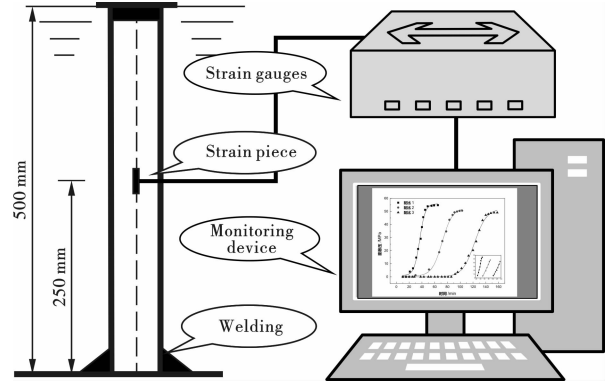 Strain gauges
Strain piece
500 mm
Monitoring
device
250 mm
Welding